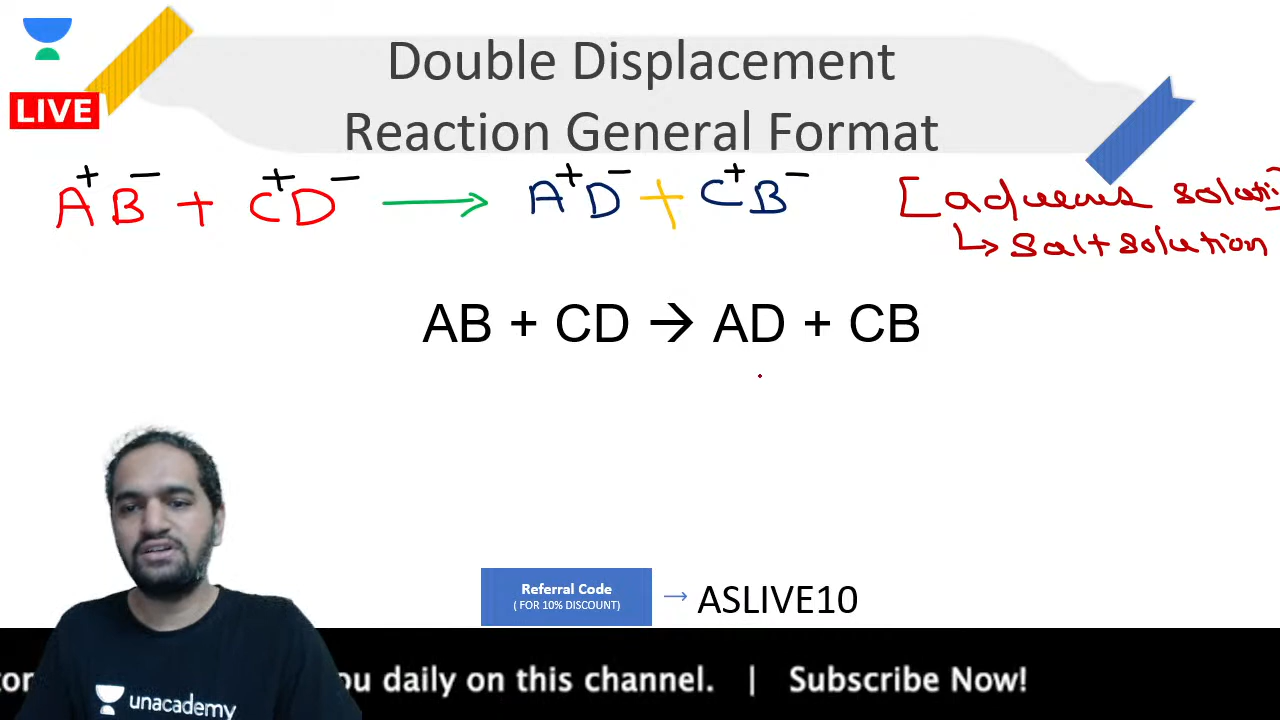 Double Displacement
Reaction General Format
LIVE
A⁺B⁻ + C⁺D⁻ → A⁺D⁻ + C⁺B⁻
[aqueous soluti]
↳ Salt solution
AB + CD → AD + CB
Referral Code
( FOR 10% DISCOUNT)
→ ASLIVE10
ou daily on this channel. | Subscribe Now!
unacademy